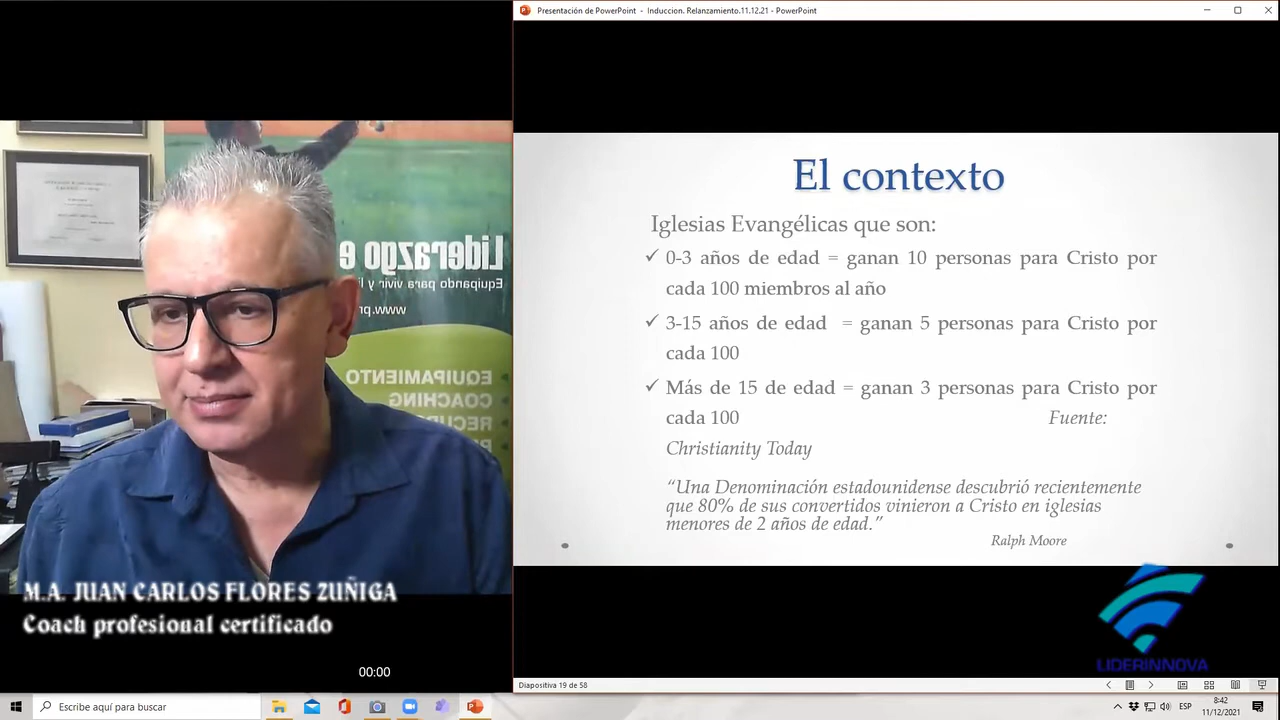 Presentación de PowerPoint - Induccion. Relanzamiento.11.12.21 - PowerPoint
El contexto
Iglesias Evangélicas que son:
✓ 0-3 años de edad = ganan 10 personas para Cristo por
cada 100 miembros al año
✓ 3-15 años de edad = ganan 5 personas para Cristo por
cada 100
✓ Más de 15 de edad = ganan 3 personas para Cristo por
cada 100 Fuente:
Christianity Today
“Una Denominación estadounidense descubrió recientemente
que 80% de sus convertidos vinieron a Cristo en iglesias
menores de 2 años de edad.”
Ralph Moore
Liderazgo e
Equipando para vivir y li
www.pr
EQUIPAMIENTO
COACHING
RECUR
M.A. JUAN CARLOS FLORES ZUÑIGA
Coach profesional certificado
00:00
LIDERINNOVA
Diapositiva 19 de 58
Escribe aquí para buscar
ESP
8:42
11/12/2021